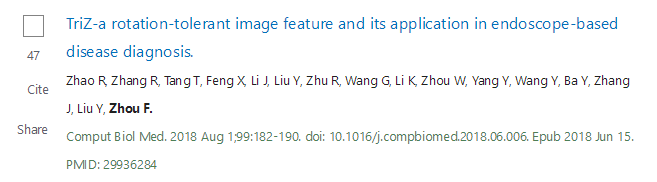 TriZ-a rotation-tolerant image feature and its application in endoscope-based
disease diagnosis.
47
Cite
Share
Zhao R, Zhang R, Tang T, Feng X, Li J, Liu Y, Zhu R, Wang G, Li K, Zhou W, Yang Y, Wang Y, Ba Y, Zhang
J, Liu Y, Zhou F.
Comput Biol Med. 2018 Aug 1;99:182-190. doi: 10.1016/j.compbiomed.2018.06.006. Epub 2018 Jun 15.
PMID: 29936284